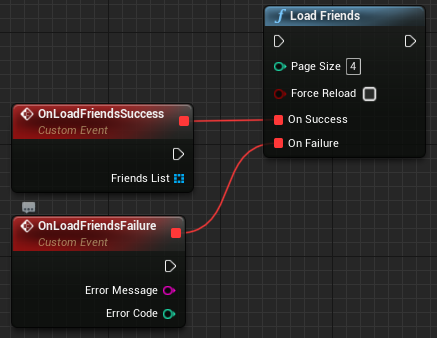 Load Friends
Page Size 4
Force Reload
On Success
On Failure
OnLoadFriendsSuccess
Custom Event
Friends List
OnLoadFriendsFailure
Custom Event
Error Message
Error Code